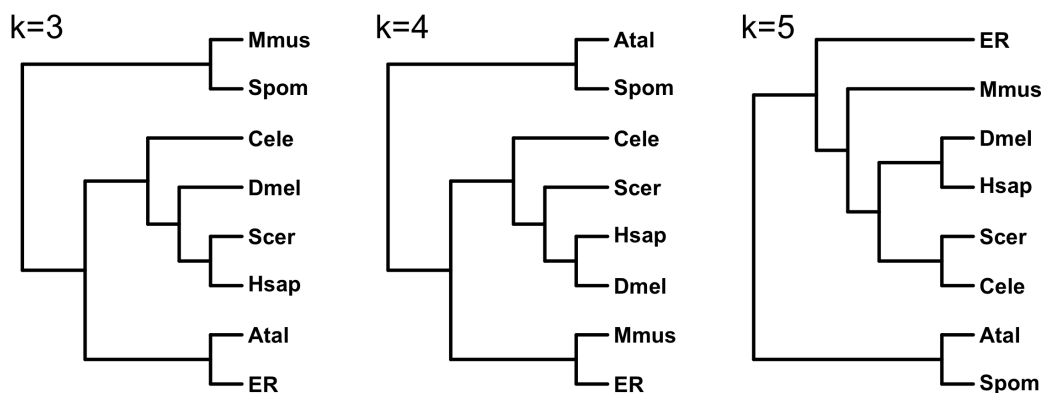 k=3
Mmus
Spom
Cele
Dmel
Scer
Hsap
Atal
ER
k=4
Atal
Spom
Cele
Scer
Hsap
Dmel
Mmus
ER
k=5
ER
Mmus
Dmel
Hsap
Scer
Cele
Atal
Spom